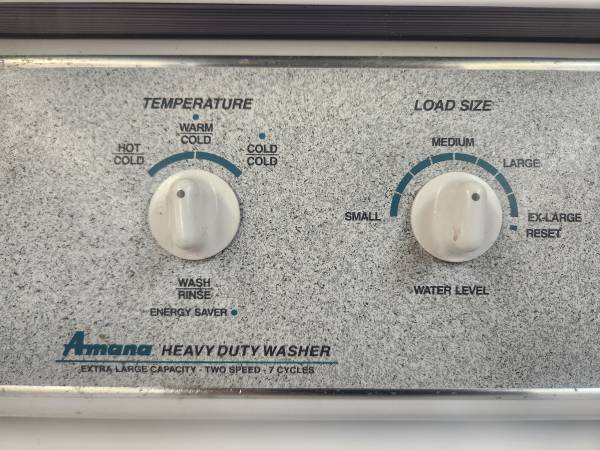 TEMPERATURE
HOT
COLD
WARM
COLD
COLD
COLD
WASH
RINSE
ENERGY SAVER •
LOAD SIZE
SMALL
MEDIUM
LARGE
EX-LARGE
RESET
WATER LEVEL
Amana HEAVY DUTY WASHER
EXTRA LARGE CAPACITY - TWO SPEED - 7 CYCLES